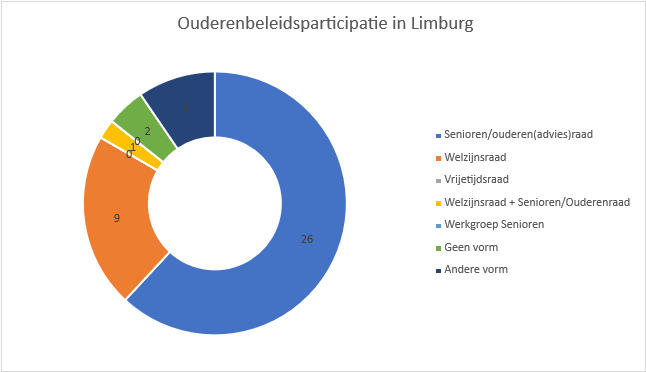 Ouderenbeleidsparticipatie in Limburg
26
9
0
1
0
2
4
Senioren/ouderen(advies)raad
Welzijnsraad
Vrijetijdsraad
Welzijnsraad + Senioren/Ouderenraad
Werkgroep Senioren
Geen vorm
Andere vorm